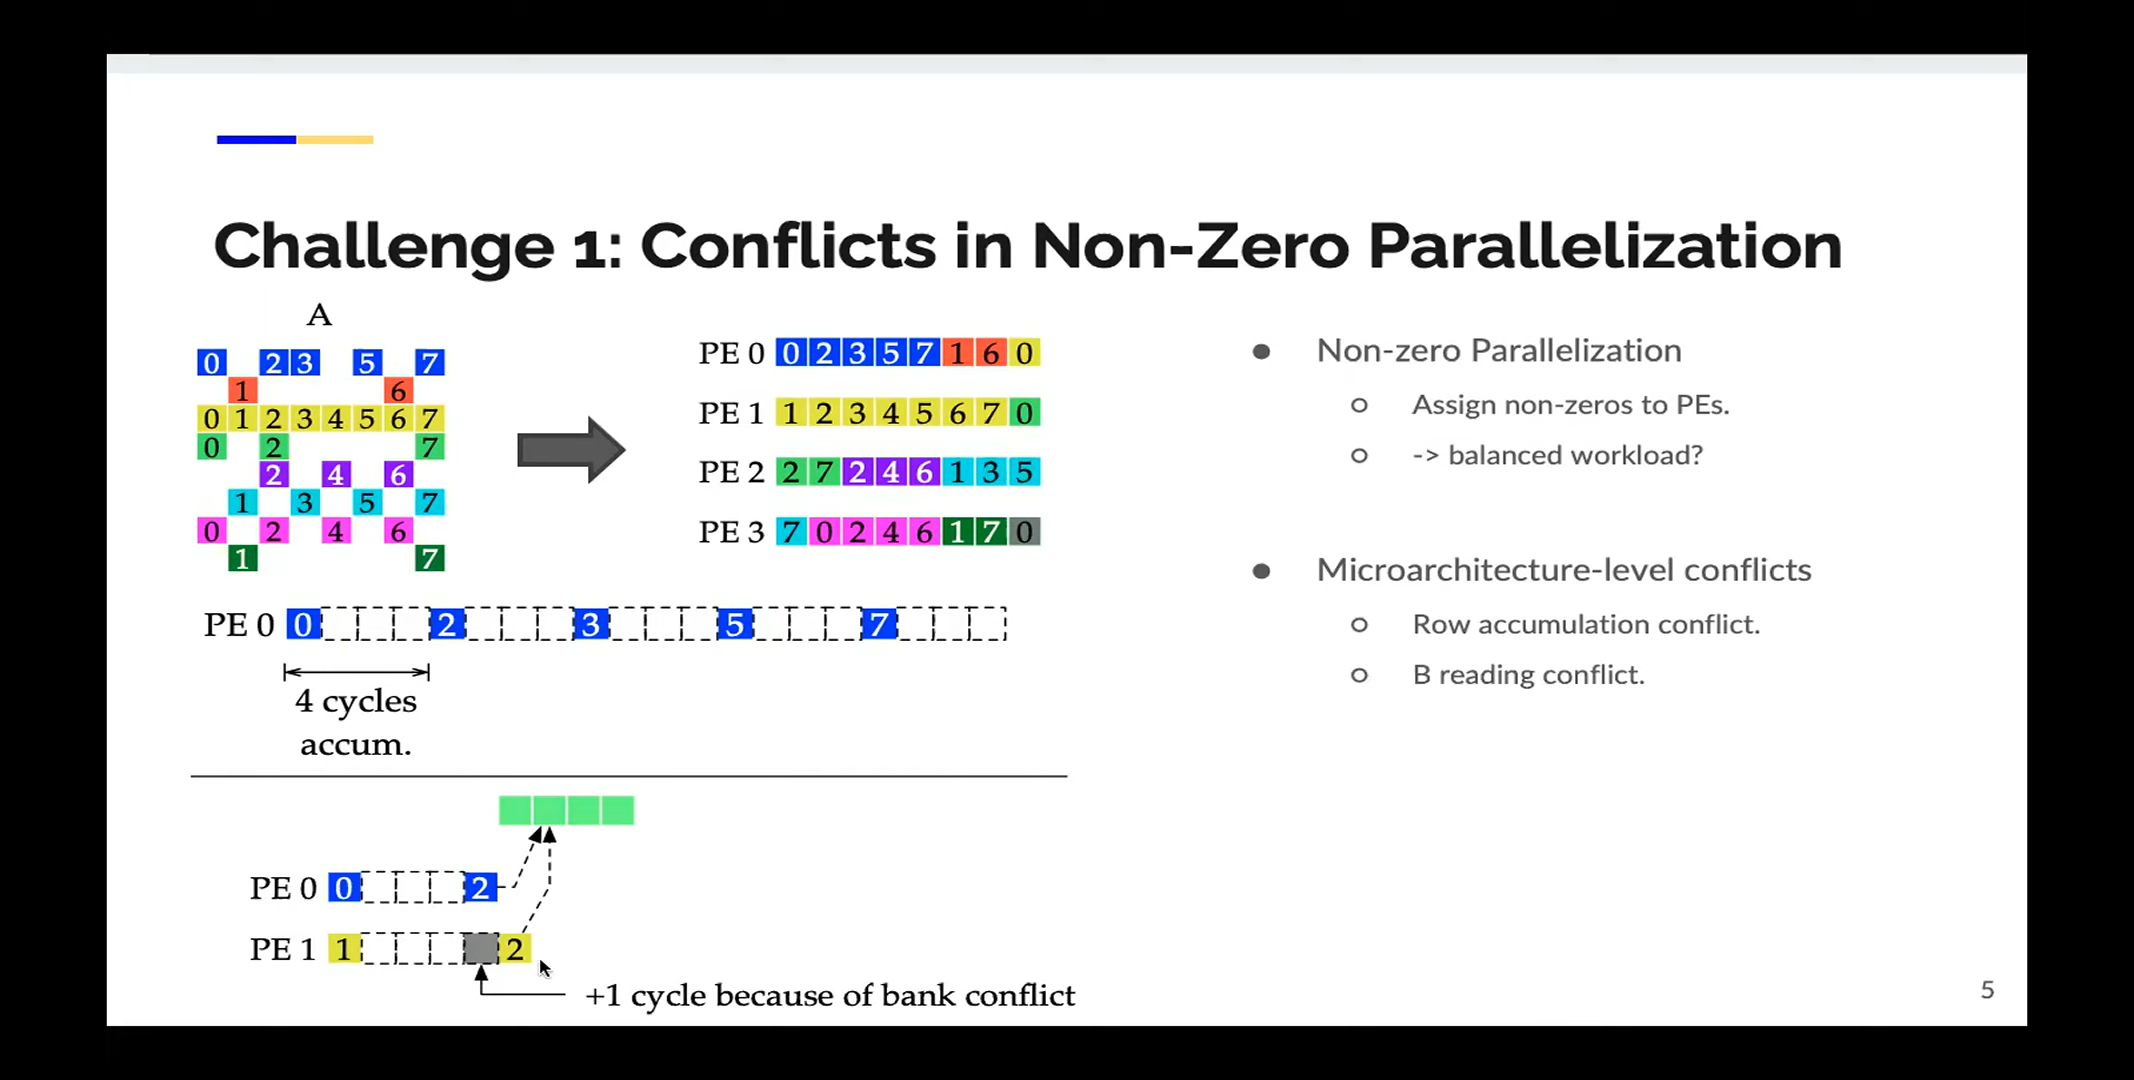 Challenge 1: Conflicts in Non-Zero Parallelization
A
0 2 3 5 7
1 6
0 1 2 3 4 5 6 7
0 2 7
2 4 6
1 3 5 7
0 2 4 6
1 7
PE 0 0 2 3 5 7 1 6 0
PE 1 1 2 3 4 5 6 7 0
PE 2 2 7 2 4 6 1 3 5
PE 3 7 0 2 4 6 1 7 0
PE 0 0 2 3 5 7
4 cycles
accum.
PE 0 0 2
PE 1 1 2
+1 cycle because of bank conflict
Non-zero Parallelization
Assign non-zeros to PEs.
-> balanced workload?
Microarchitecture-level conflicts
Row accumulation conflict.
B reading conflict.
5